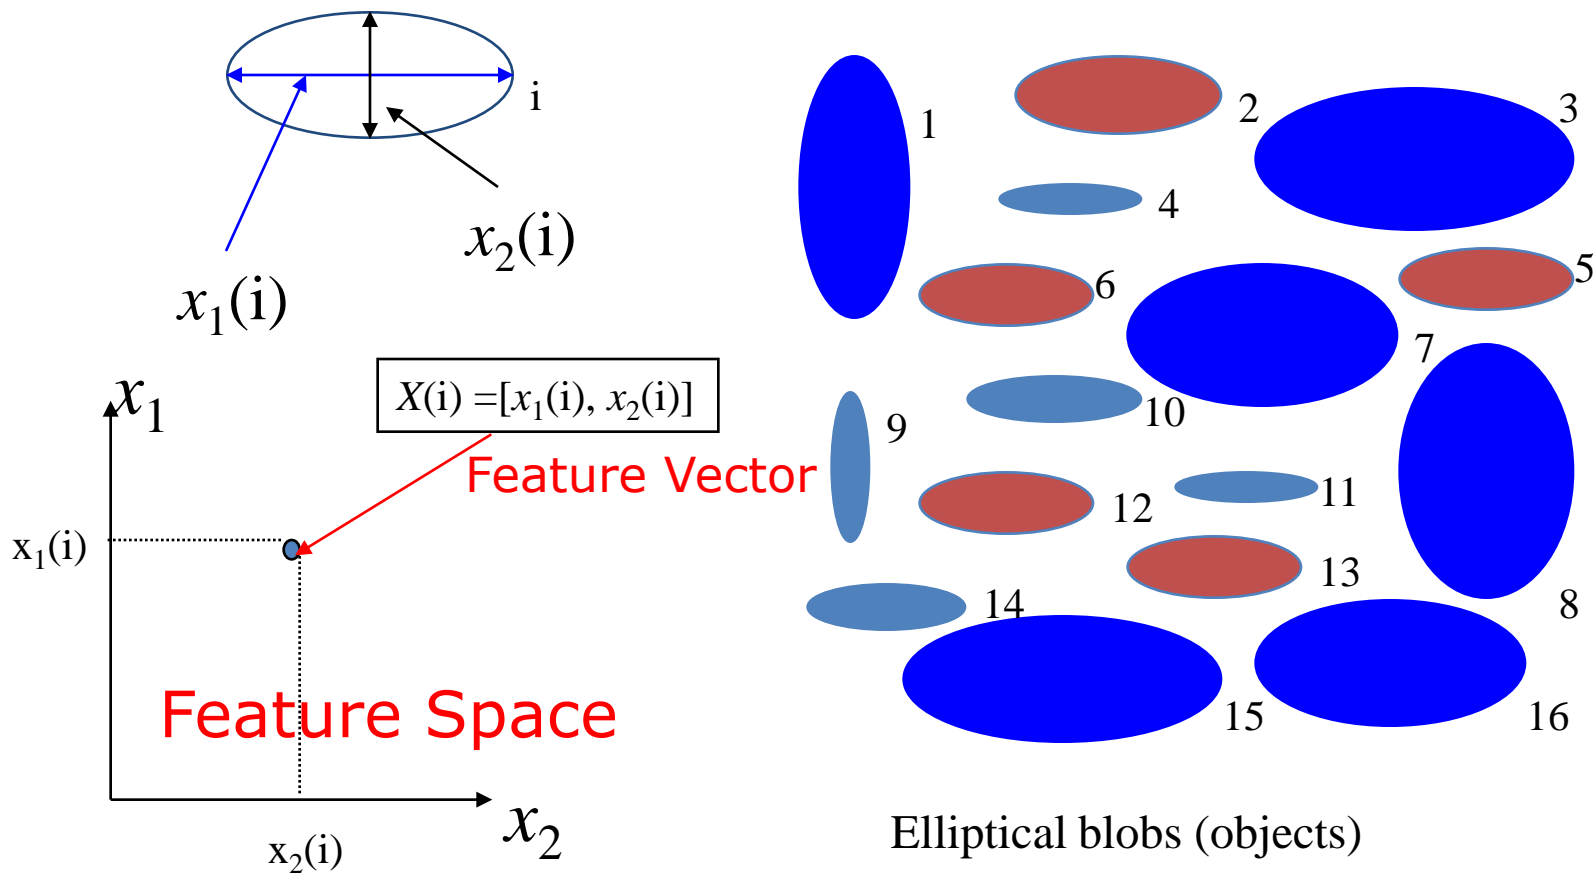 i
x₂(i)
x₁(i)
x₁
X(i) =[x₁(i), x₂(i)]
Feature Vector
x₁(i)
Feature Space
x₂
x₂(i)
1
2
3
4
5
6
7
8
9
10
11
12
13
14
15
16
Elliptical blobs (objects)